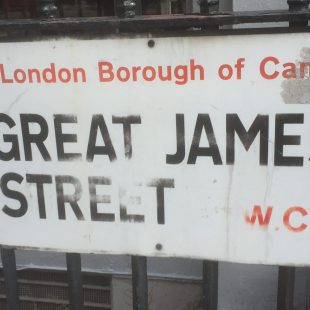 London Borough of Cam
GREAT JAMES
STREET
W.C